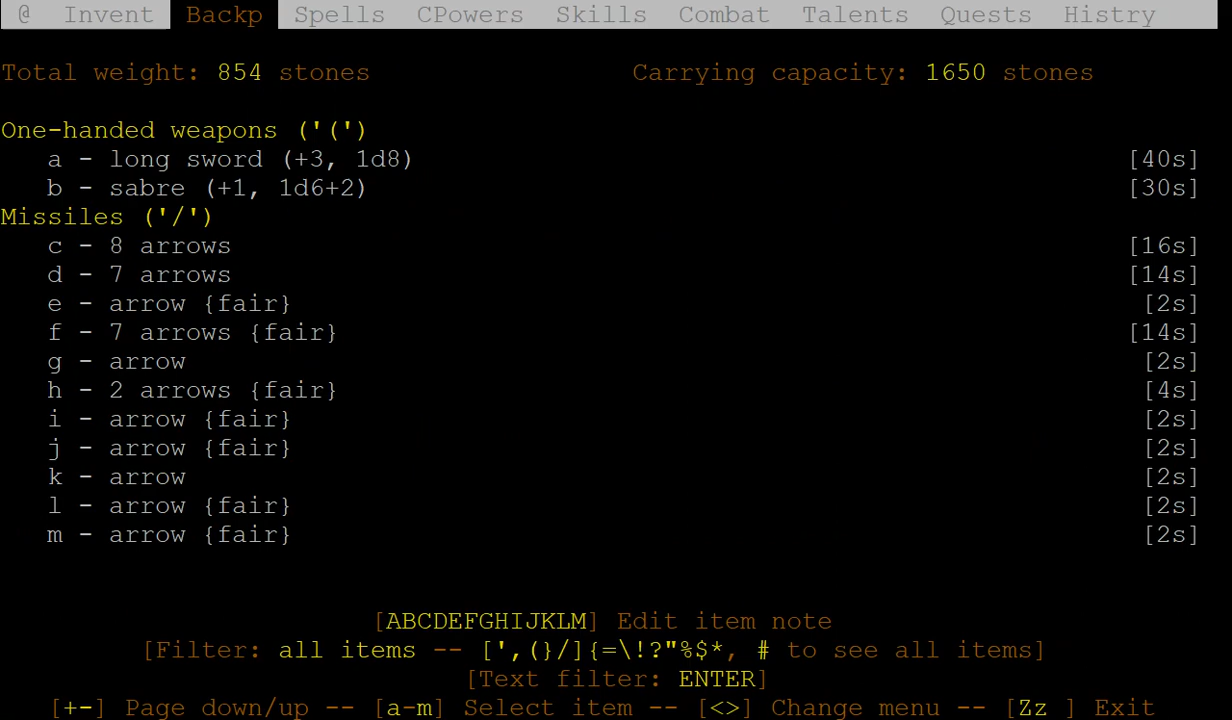 @ Invent Backp Spells CPowers Skills Combat Talents Quests Histry
Total weight: 854 stones Carrying capacity: 1650 stones
One-handed weapons ('(')
a - long sword (+3, 1d8) [40s]
b - sabre (+1, 1d6+2) [30s]
Missiles ('/')
c - 8 arrows [16s]
d - 7 arrows [14s]
e - arrow {fair} [2s]
f - 7 arrows {fair} [14s]
g - arrow [2s]
h - 2 arrows {fair} [4s]
i - arrow {fair} [2s]
j - arrow {fair} [2s]
k - arrow [2s]
l - arrow {fair} [2s]
m - arrow {fair} [2s]
[ABCDEFGHIJKLM] Edit item note
[Filter: all items -- [',(}/]{=\!?"%$*, # to see all items]
[Text filter: ENTER]
[+-] Page down/up -- [a-m] Select item -- [<>] Change menu -- [Zz ] Exit